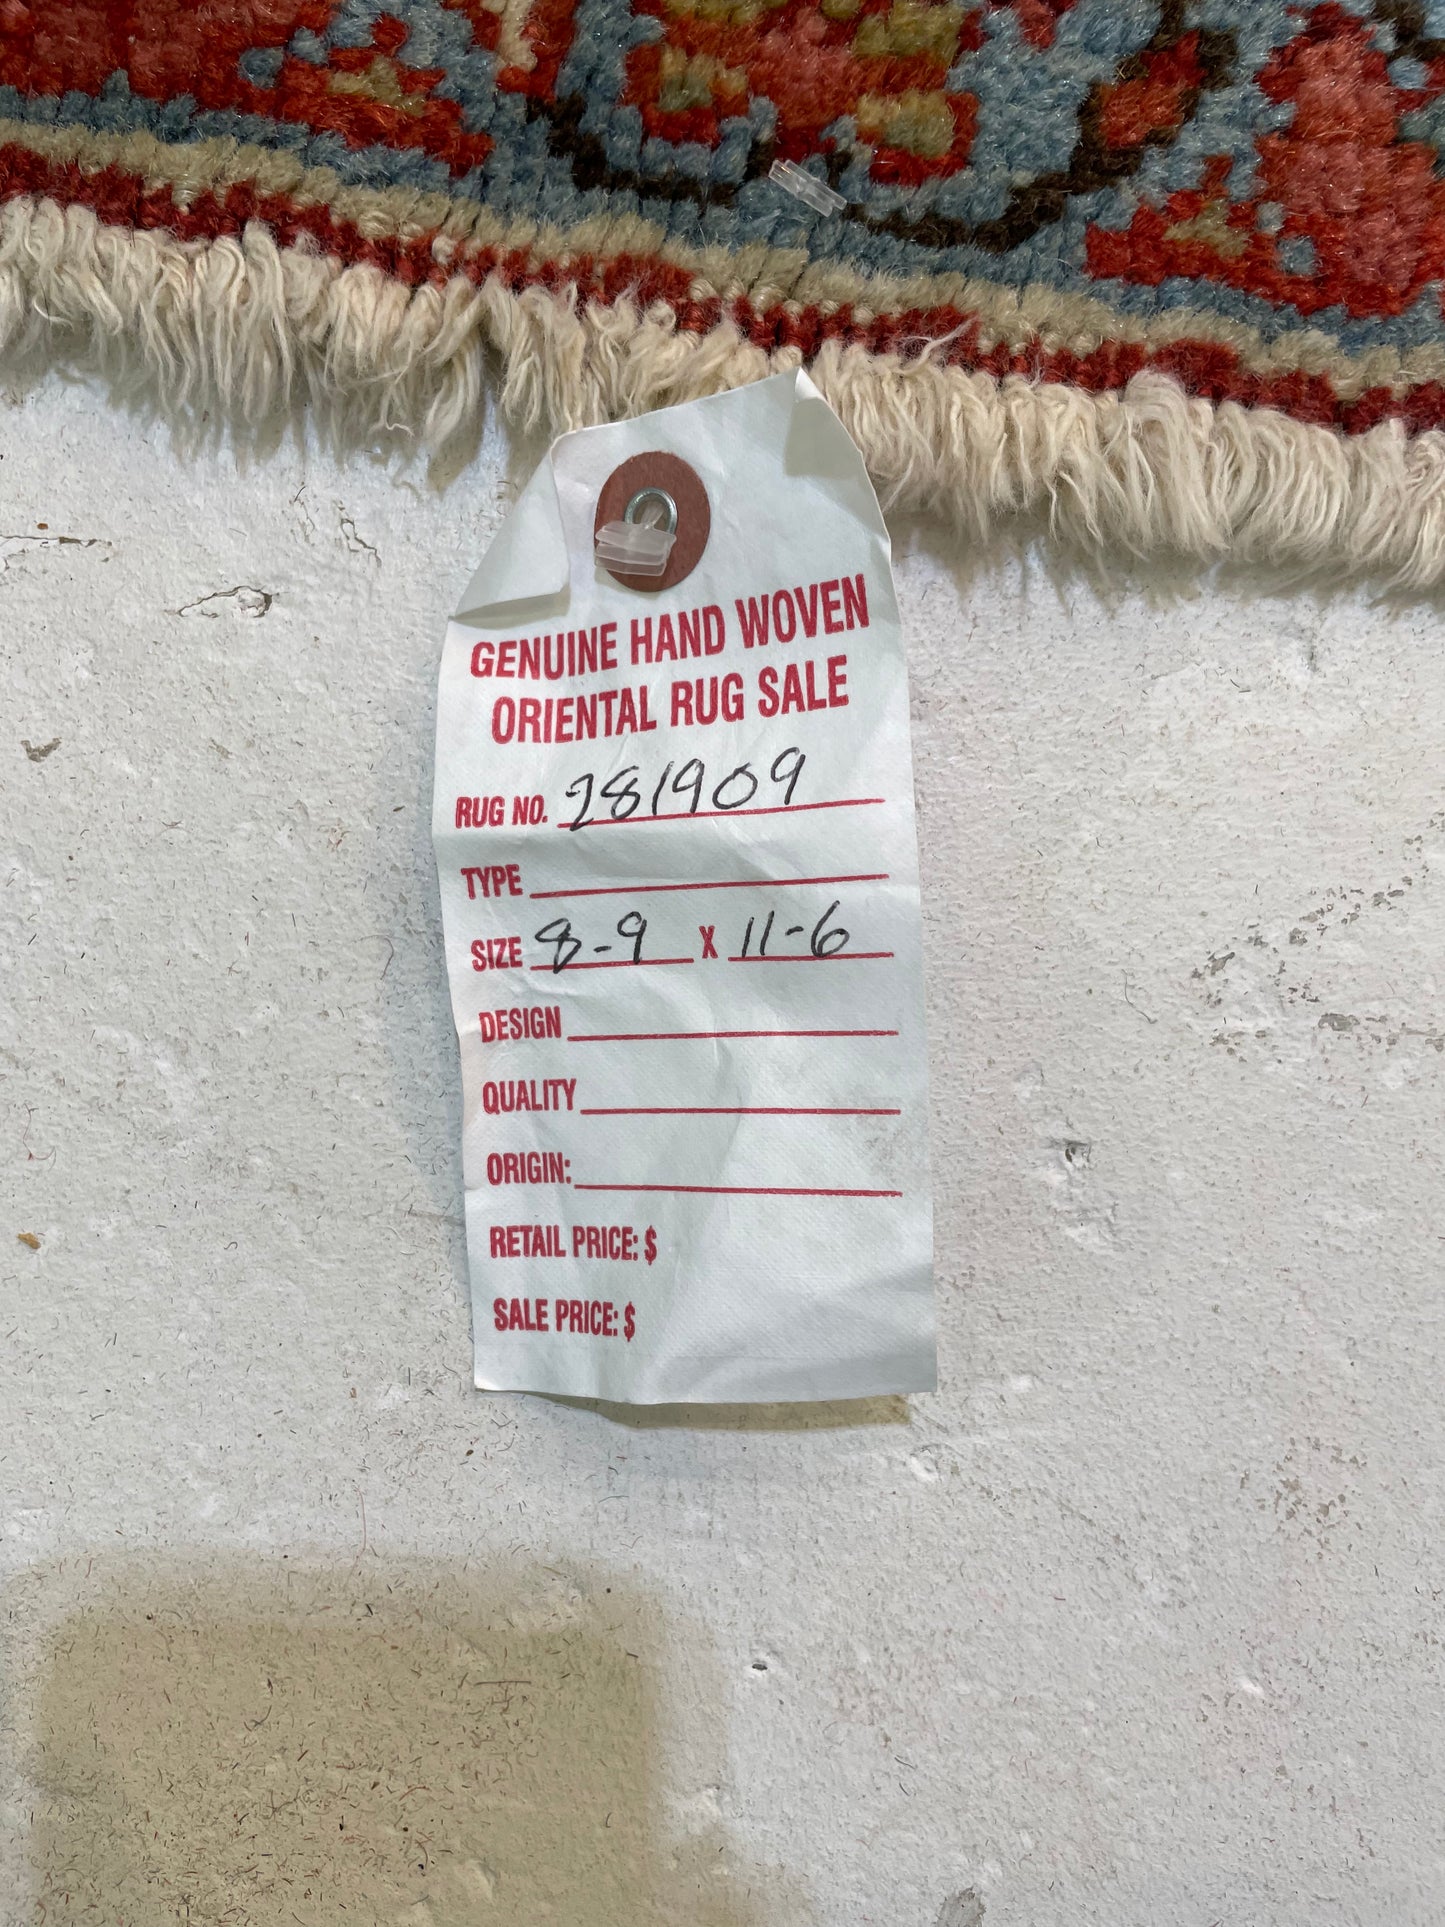 GENUINE HAND WOVEN
ORIENTAL RUG SALE
RUG NO. 281909
TYPE
SIZE 8-9 X 11-6
DESIGN
QUALITY
ORIGIN:
RETAIL PRICE: $
SALE PRICE: $